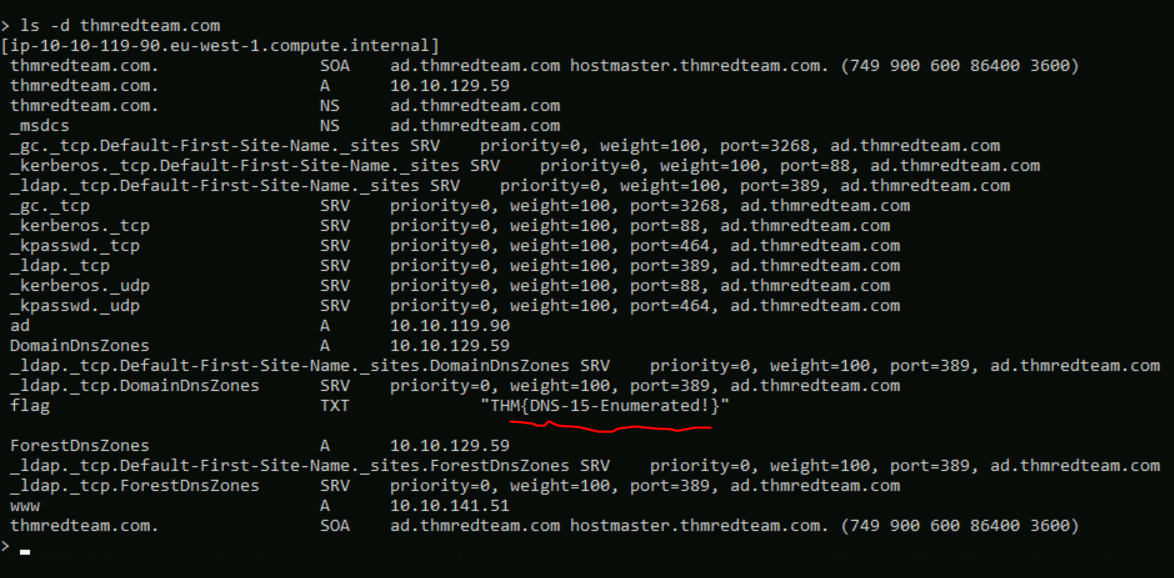 > ls -d thmredteam.com
[ip-10-10-119-90.eu-west-1.compute.internal]
thmredteam.com. SOA ad.thmredteam.com hostmaster.thmredteam.com. (749 900 600 86400 3600)
thmredteam.com. A 10.10.129.59
thmredteam.com. NS ad.thmredteam.com
_msdcs NS ad.thmredteam.com
_gc._tcp.Default-First-Site-Name._sites SRV priority=0, weight=100, port=3268, ad.thmredteam.com
_kerberos._tcp.Default-First-Site-Name._sites SRV priority=0, weight=100, port=88, ad.thmredteam.com
_ldap._tcp.Default-First-Site-Name._sites SRV priority=0, weight=100, port=389, ad.thmredteam.com
_gc._tcp SRV priority=0, weight=100, port=3268, ad.thmredteam.com
_kerberos._tcp SRV priority=0, weight=100, port=88, ad.thmredteam.com
_kpasswd._tcp SRV priority=0, weight=100, port=464, ad.thmredteam.com
_ldap._tcp SRV priority=0, weight=100, port=389, ad.thmredteam.com
_kerberos._udp SRV priority=0, weight=100, port=88, ad.thmredteam.com
_kpasswd._udp SRV priority=0, weight=100, port=464, ad.thmredteam.com
ad A 10.10.119.90
DomainDnsZones A 10.10.129.59
_ldap._tcp.Default-First-Site-Name._sites.DomainDnsZones SRV priority=0, weight=100, port=389, ad.thmredteam.com
_ldap._tcp.DomainDnsZones SRV priority=0, weight=100, port=389, ad.thmredteam.com
flag TXT "THM{DNS-15-Enumerated!}"
ForestDnsZones A 10.10.129.59
_ldap._tcp.Default-First-Site-Name._sites.ForestDnsZones SRV priority=0, weight=100, port=389, ad.thmredteam.com
_ldap._tcp.ForestDnsZones SRV priority=0, weight=100, port=389, ad.thmredteam.com
www A 10.10.141.51
thmredteam.com. SOA ad.thmredteam.com hostmaster.thmredteam.com. (749 900 600 86400 3600)
> _